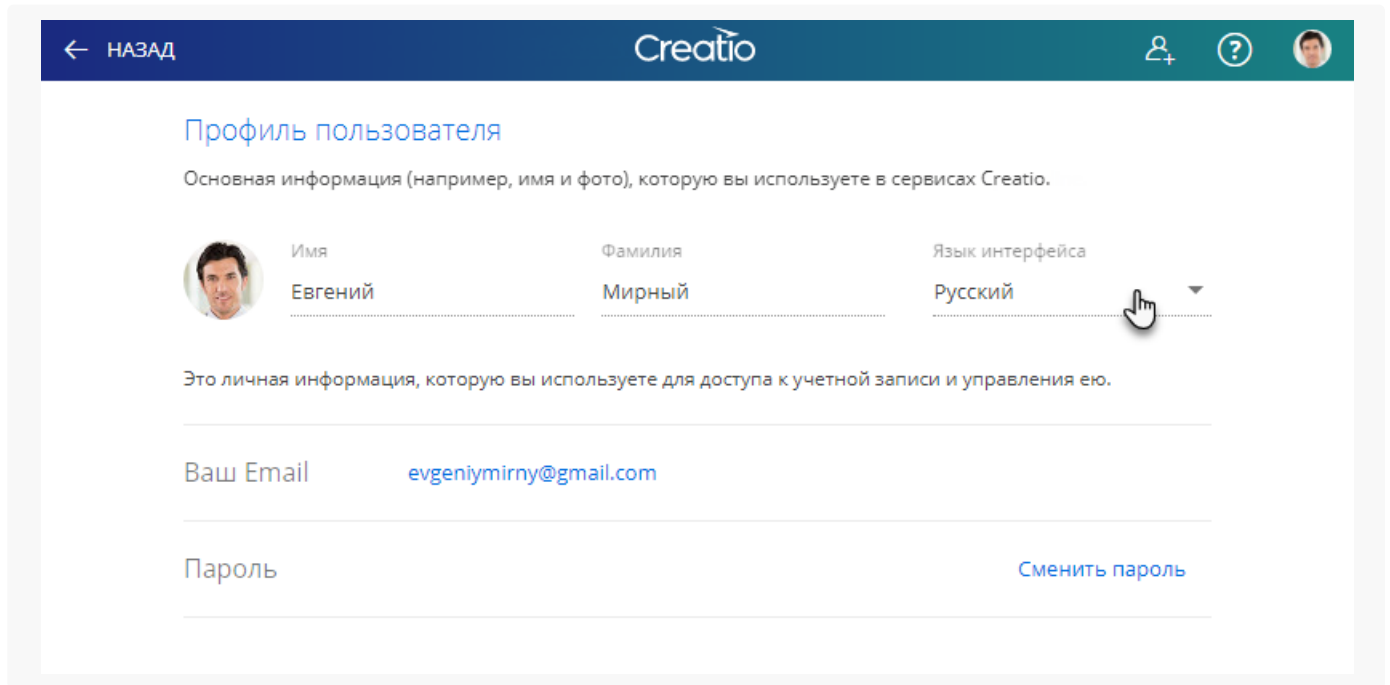 НАЗАД
Creatio
Профиль пользователя
Основная информация (например, имя и фото), которую вы используете в сервисах Creatio.
Имя
Фамилия
Язык интерфейса
Евгений
Мирный
Русский
Это личная информация, которую вы используете для доступа к учетной записи и управления ею.
Ваш Email
evgeniymirny@gmail.com
Пароль
Сменить пароль